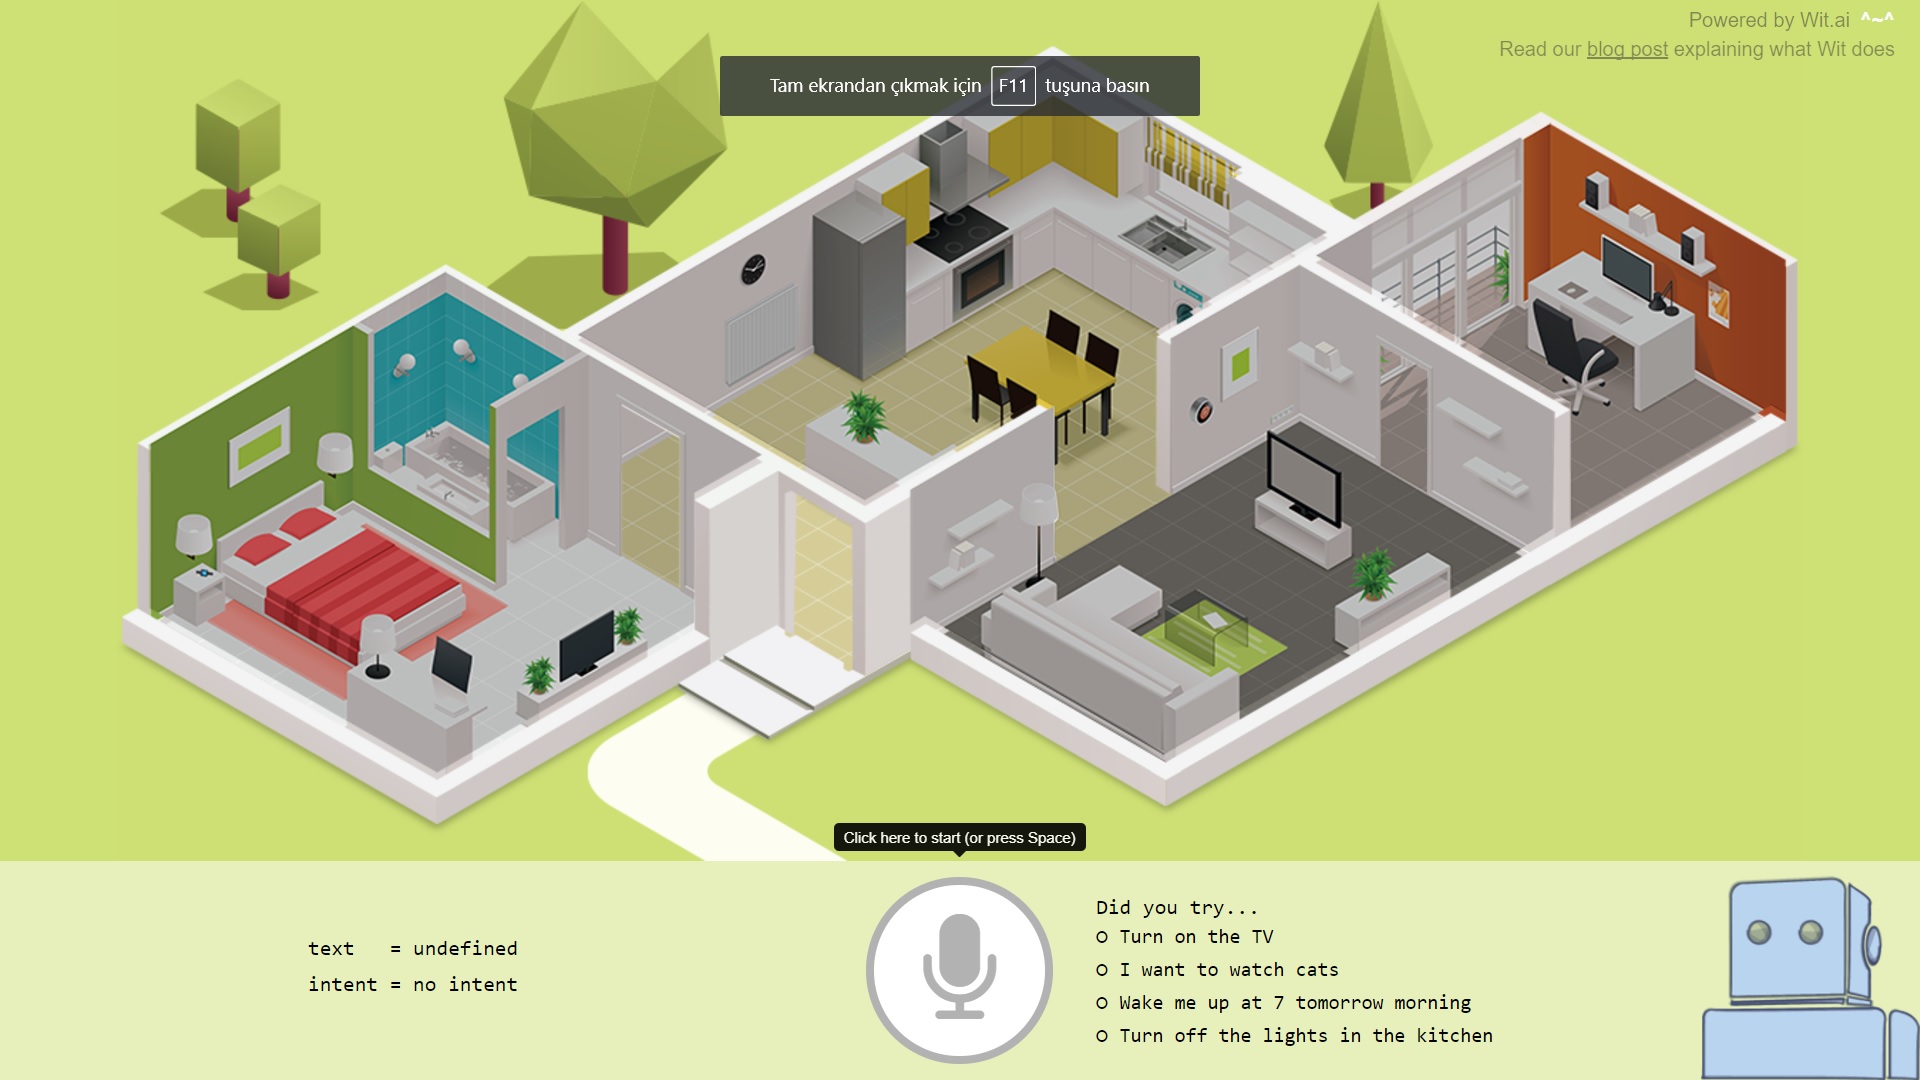 Powered by Wit.ai ^~^
Read our blog post explaining what Wit does
Tam ekrandan çıkmak için F11 tuşuna basın
Click here to start (or press Space)
text = undefined
intent = no intent
Did you try...
Turn on the TV
I want to watch cats
Wake me up at 7 tomorrow morning
Turn off the lights in the kitchen